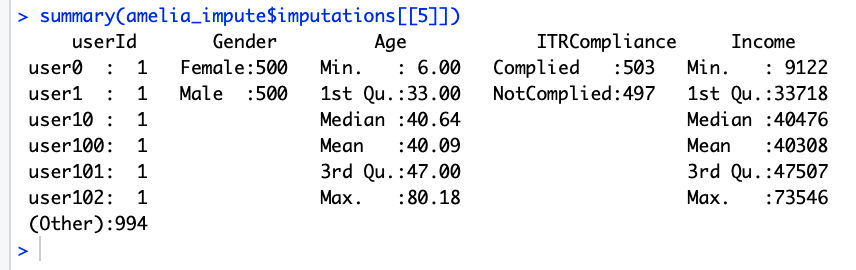 > summary(amelia_impute$imputations[[5]])
     userId       Gender         Age            ITRCompliance     Income     
 user0  :  1   Female:500   Min.   : 6.00   Complied   :503   Min.   : 9122  
 user1  :  1   Male  :500   1st Qu.:33.00   NotComplied:497   1st Qu.:33718  
 user10 :  1                Median :40.64                     Median :40476  
 user100:  1                Mean   :40.09                     Mean   :40308  
 user101:  1                3rd Qu.:47.00                     3rd Qu.:47507  
 user102:  1                Max.   :80.18                     Max.   :73546  
 (Other):994
>